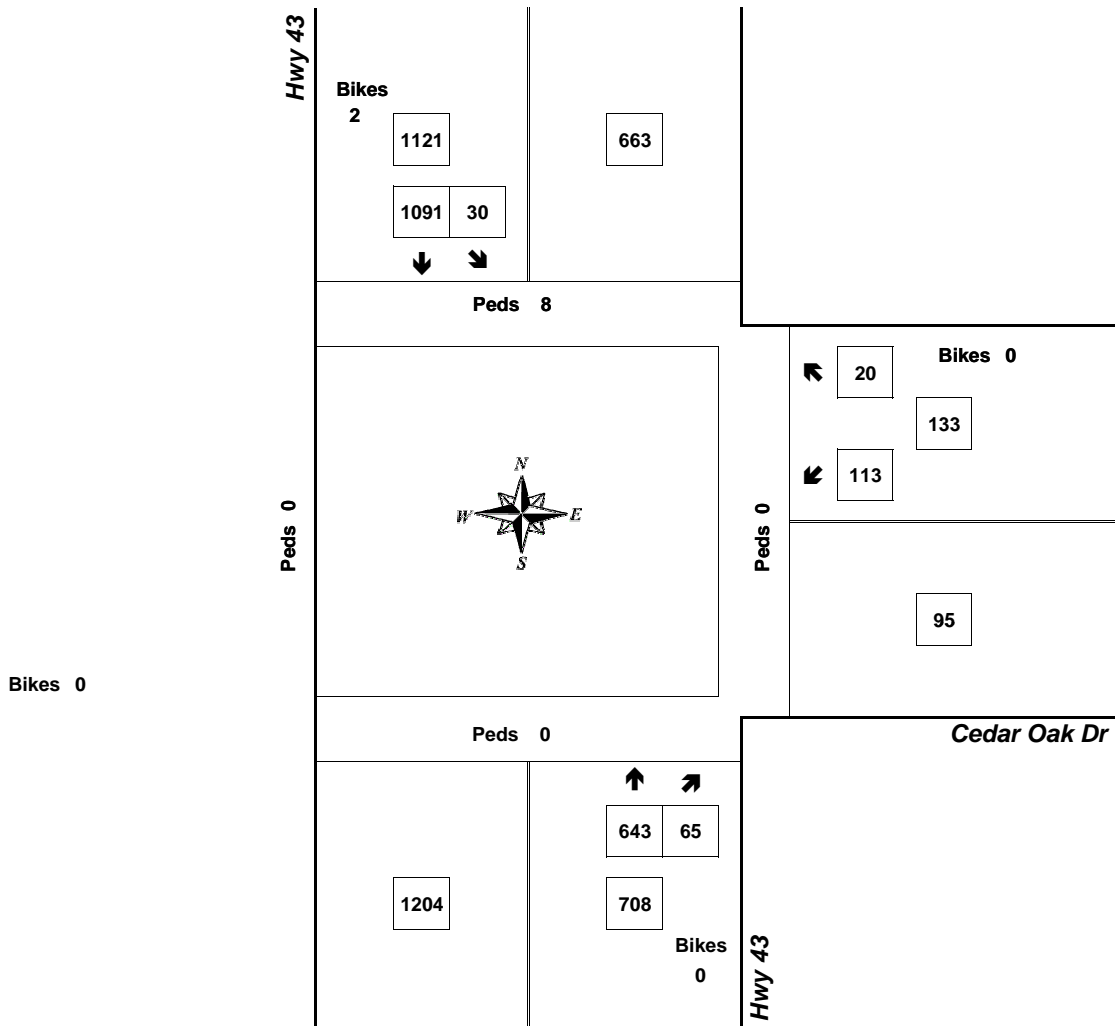 Hwy 43
Bikes
2
1121
663
1091 30
Peds 8
Bikes 0
20
133
113
N
W E
S
Peds 0
Peds 0
95
Bikes 0
Peds 0
Cedar Oak Dr
643 65
1204
708
Bikes
0
Hwy 43